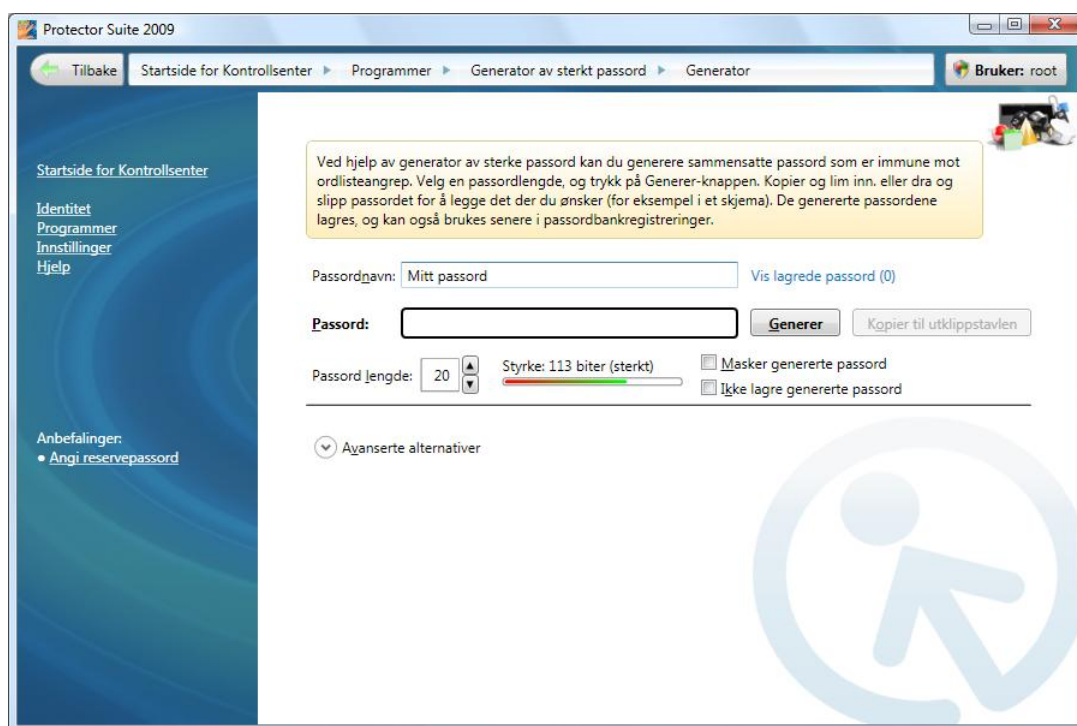 Protector Suite 2009
Tilbake Startside for Kontrollsenter Programmer Generator av sterkt passord Generator Bruker: root
Startside for Kontrollsenter
Identitet
Programmer
Innstillinger
Hjelp
Anbefalinger:
• Angi reservepassord
Ved hjelp av generator av sterke passord kan du generere sammensatte passord som er immune mot
ordlisteangrep. Velg en passordlengde, og trykk på Generer-knappen. Kopier og lim inn. eller dra og
slipp passordet for å legge det der du ønsker (for eksempel i et skjema). De genererte passordene
lagres, og kan også brukes senere i passordbankregistreringer.
Passordnavn: Mitt passord Vis lagrede passord (0)
Passord: Generer Kopier til utklippstavlen
Passord lengde: 20 Styrke: 113 biter (sterkt) Masker genererte passord
Ikke lagre genererte passord
Avanserte alternativer